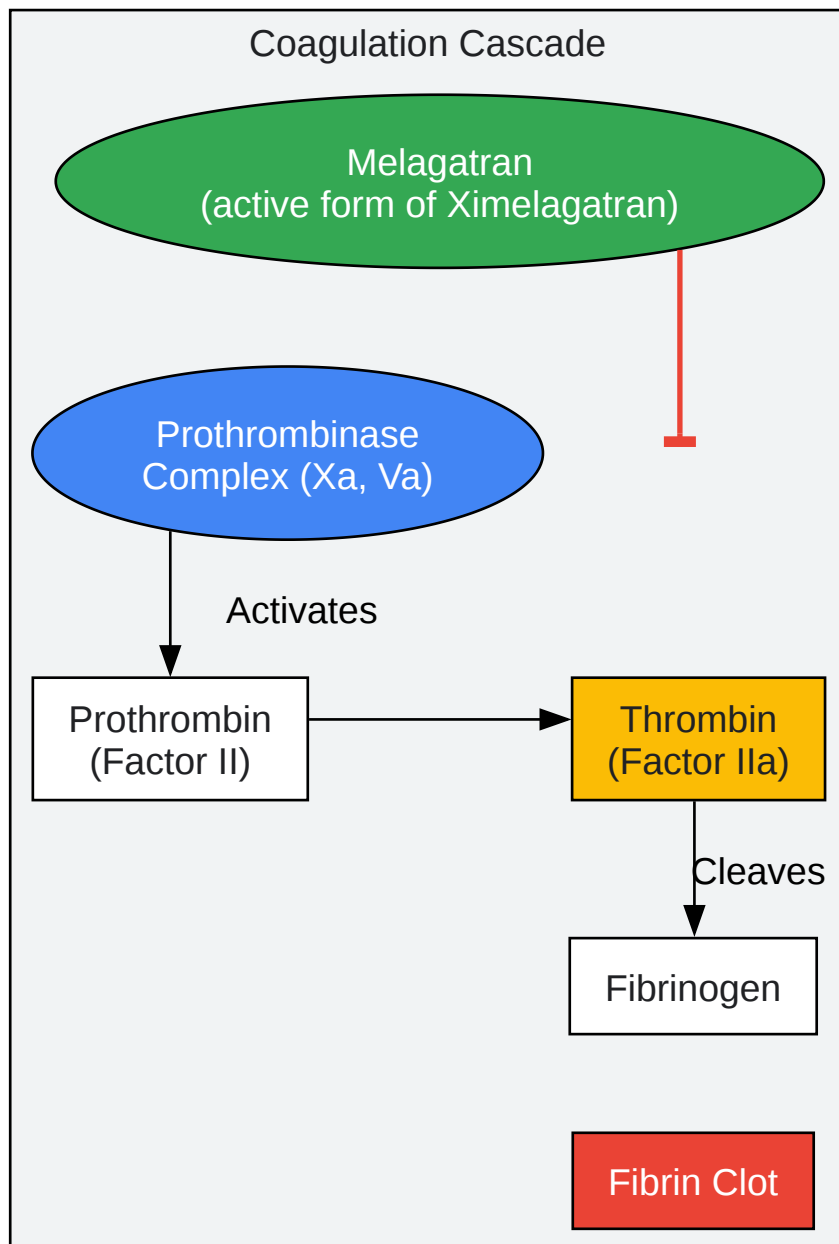 Coagulation Cascade
Melagatran
(active form of Ximelagatran)
Prothrombinase
Complex (Xa, Va)
Activates
Prothrombin
(Factor II)
Thrombin
(Factor IIa)
Cleaves
Fibrinogen
Fibrin Clot